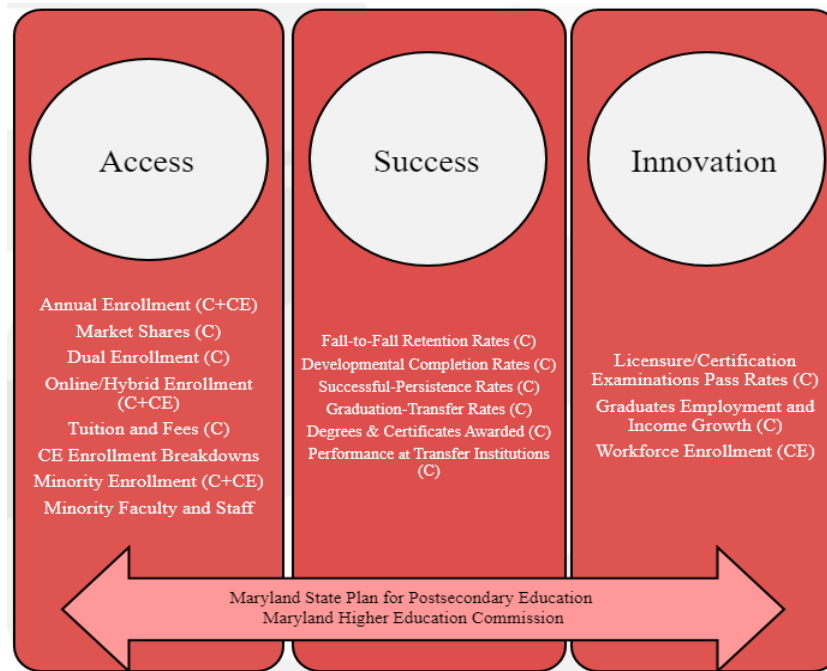 Access
Annual Enrollment (C+CE)
Market Shares (C)
Dual Enrollment (C)
Online/Hybrid Enrollment
(C+CE)
Tuition and Fees (C)
CE Enrollment Breakdowns
Minority Enrollment (C+CE)
Minority Faculty and Staff
Success
Fall-to-Fall Retention Rates (C)
Developmental Completion Rates (C)
Successful-Persistence Rates (C)
Graduation-Transfer Rates (C)
Degrees & Certificates Awarded (C)
Performance at Transfer Institutions
(C)
Innovation
Licensure/Certification
Examinations Pass Rates (C)
Graduates Employment and
Income Growth (C)
Workforce Enrollment (CE)
Maryland State Plan for Postsecondary Education
Maryland Higher Education Commission